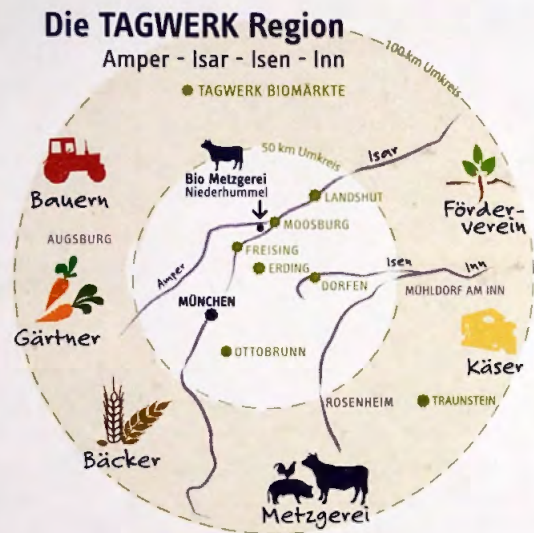 Die TAGWERK Region
Amper - Isar - Isen - Inn
100 km Umkreis
TAGWERK BIOMÄRKTE
50 km Umkreis
Isar
Bio Metzgerei
Niederhummel
Bauern
LANDSHUT
Förder-
verein
MOOSBURG
AUGSBURG
FREISING
Amper
ERDING
Isen
Inn
DORFEN
MÜHLDORF AM INN
MÜNCHEN
Gärtner
OTTOBRUNN
Käser
ROSENHEIM
TRAUNSTEIN
Bäcker
Metzgerei